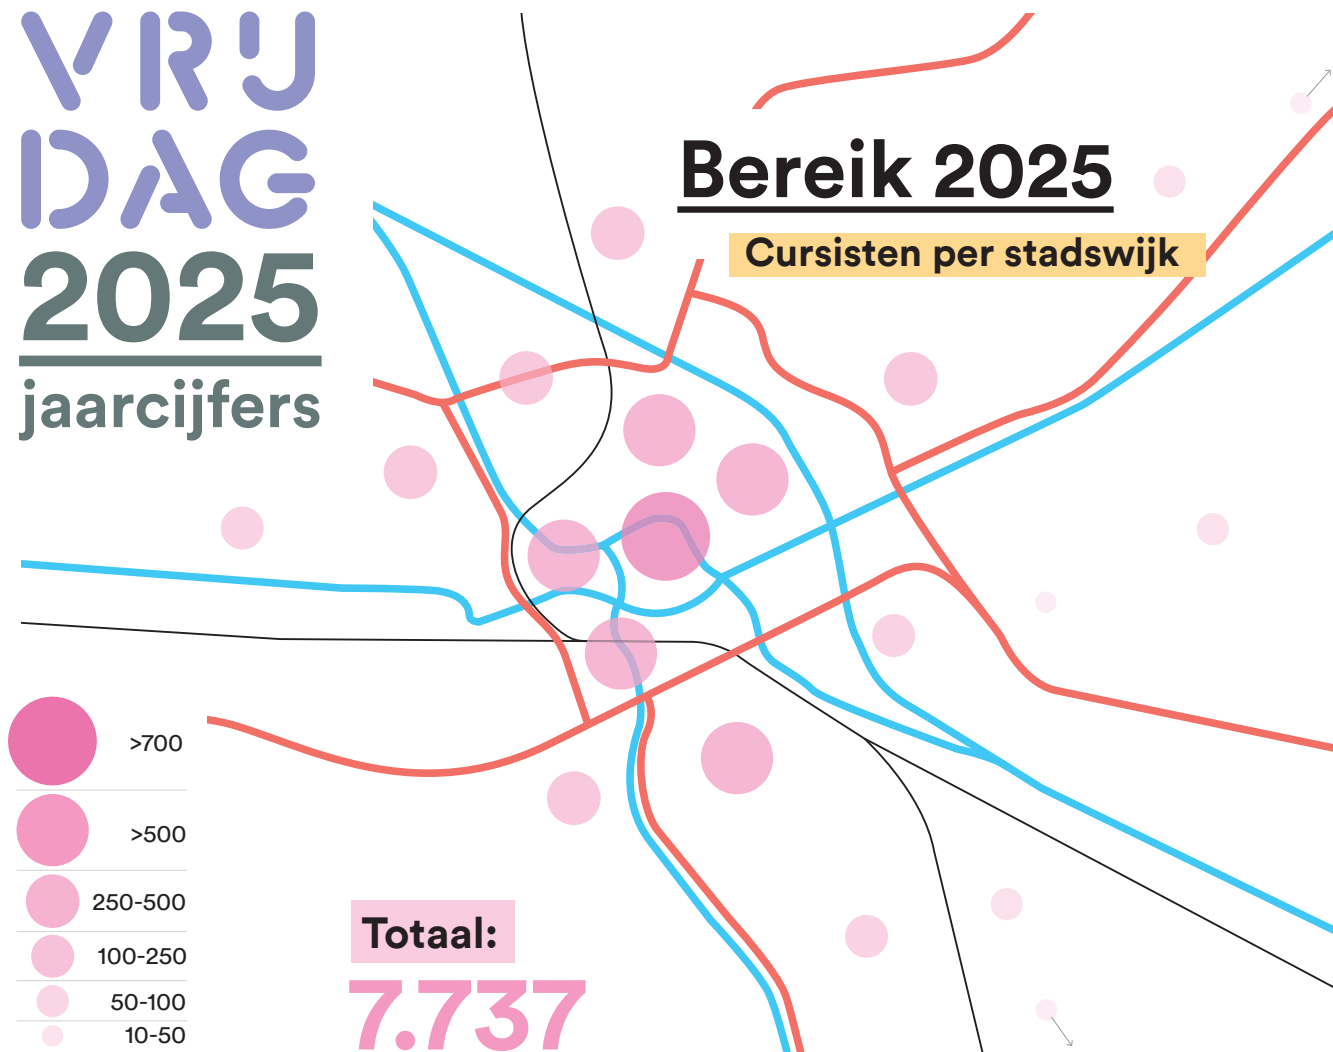 VRIJ
DAG
2025
jaarcijfers
Bereik 2025
Cursisten per stadswijk
>700
>500
250-500
100-250
50-100
10-50
Totaal:
7.737